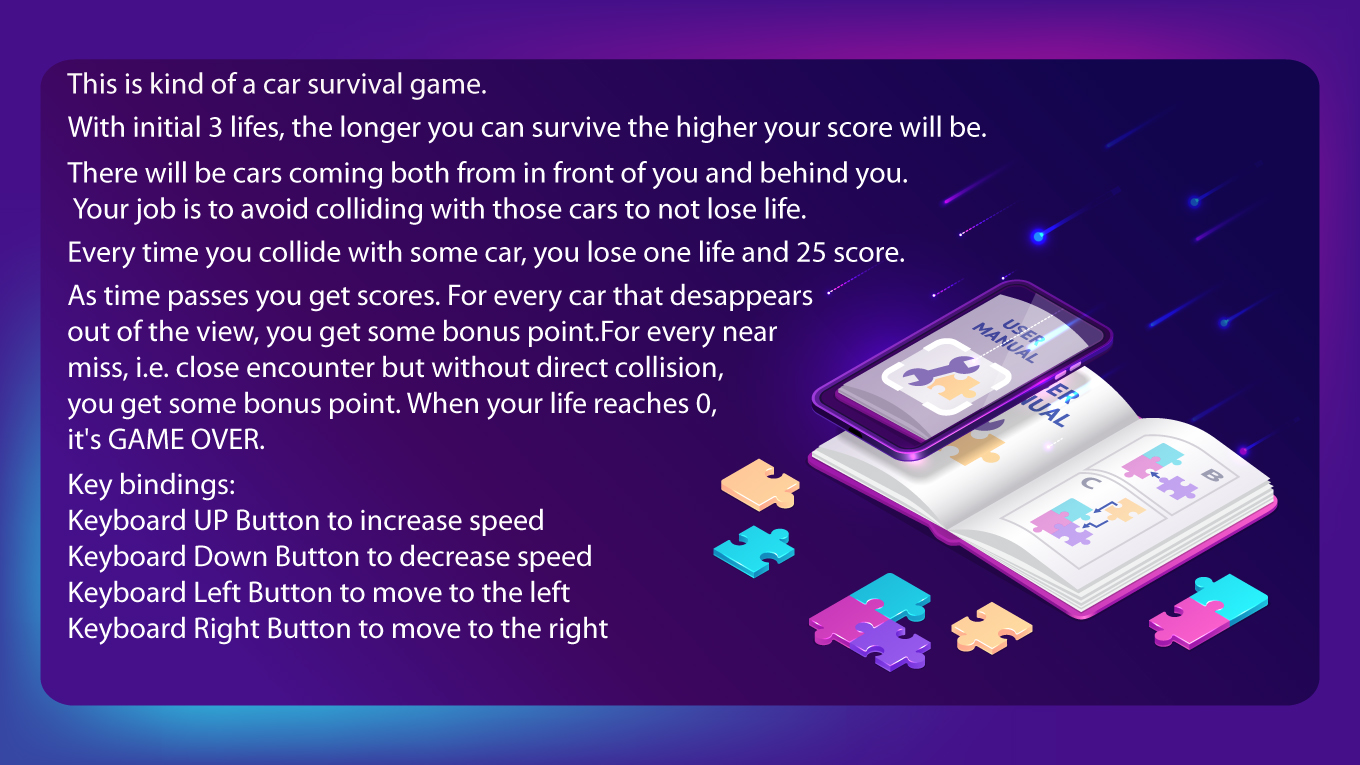 This is kind of a car survival game.
With initial 3 lifes, the longer you can survive the higher your score will be.
There will be cars coming both from in front of you and behind you.
Your job is to avoid colliding with those cars to not lose life.
Every time you collide with some car, you lose one life and 25 score.
As time passes you get scores. For every car that desappears
out of the view, you get some bonus point.For every near
miss, i.e. close encounter but without direct collision,
you get some bonus point. When your life reaches 0,
it's GAME OVER.
Key bindings:
Keyboard UP Button to increase speed
Keyboard Down Button to decrease speed
Keyboard Left Button to move to the left
Keyboard Right Button to move to the right
USER
MANUAL
ER
UAL
B
C